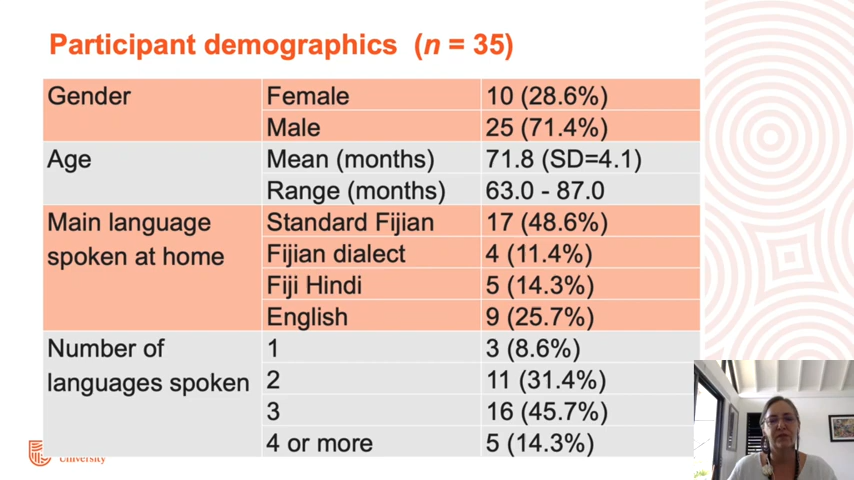 Participant demographics (n = 35)
Gender Female 10 (28.6%)
Male 25 (71.4%)
Age Mean (months) 71.8 (SD=4.1)
Range (months) 63.0 - 87.0
Main language Standard Fijian 17 (48.6%)
spoken at home Fijian dialect 4 (11.4%)
Fiji Hindi 5 (14.3%)
English 9 (25.7%)
Number of 1 3 (8.6%)
languages spoken 2 11 (31.4%)
3 16 (45.7%)
4 or more 5 (14.3%)
University